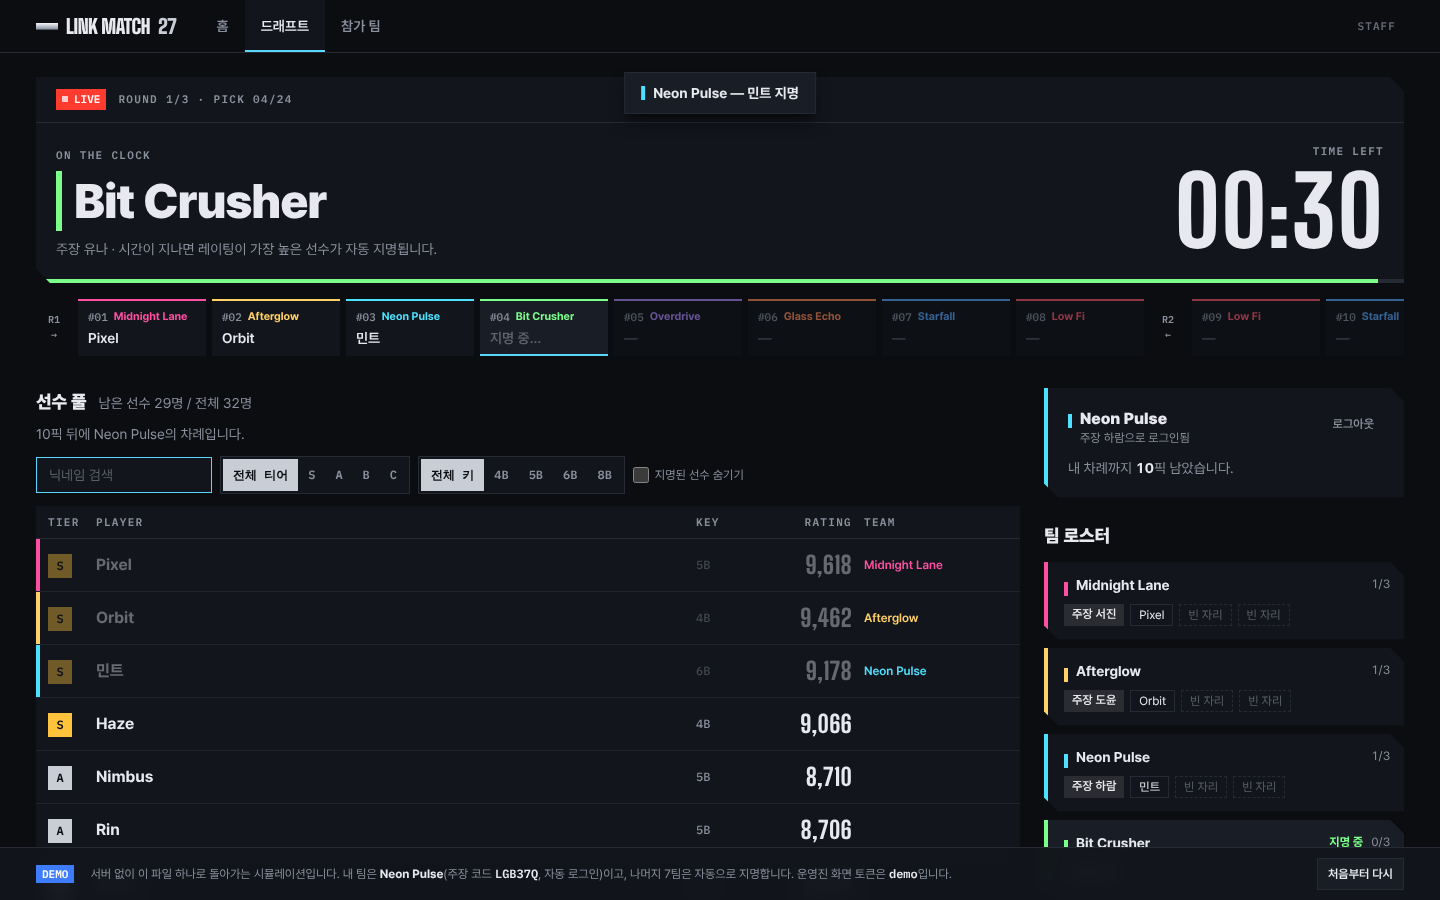 LINK MATCH 27
홈
드래프트
참가 팀
STAFF
LIVE
ROUND 1/3 · PICK 04/24
Neon Pulse — 민트 지명
ON THE CLOCK
TIME LEFT
Bit Crusher
00:30
주장 유나 · 시간이 지나면 레이팅이 가장 높은 선수가 자동 지명됩니다.
R1
→
#01 Midnight Lane
Pixel
#02 Afterglow
Orbit
#03 Neon Pulse
민트
#04 Bit Crusher
지명 중...
#05 Overdrive
—
#06 Glass Echo
—
#07 Starfall
—
#08 Low Fi
—
R2
←
#09 Low Fi
—
#10 Starfall
—
선수 풀 남은 선수 29명 / 전체 32명
10픽 뒤에 Neon Pulse의 차례입니다.
닉네임 검색
전체 티어 S A B C
전체 키 4B 5B 6B 8B
지명된 선수 숨기기
TIER PLAYER KEY RATING TEAM
S Pixel 5B 9,618 Midnight Lane
S Orbit 4B 9,462 Afterglow
S 민트 6B 9,178 Neon Pulse
S Haze 4B 9,066
A Nimbus 5B 8,710
A Rin 5B 8,706
Neon Pulse
주장 하람으로 로그인됨
로그아웃
내 차례까지 10픽 남았습니다.
팀 로스터
Midnight Lane 1/3
주장 서진 Pixel 빈 자리 빈 자리
Afterglow 1/3
주장 도윤 Orbit 빈 자리 빈 자리
Neon Pulse 1/3
주장 하람 민트 빈 자리 빈 자리
Bit Crusher 지명 중 0/3
DEMO
서버 없이 이 파일 하나로 돌아가는 시뮬레이션입니다. 내 팀은 Neon Pulse(주장 코드 LGB37Q, 자동 로그인)이고, 나머지 7팀은 자동으로 지명합니다. 운영진 화면 토큰은 demo입니다.
처음부터 다시